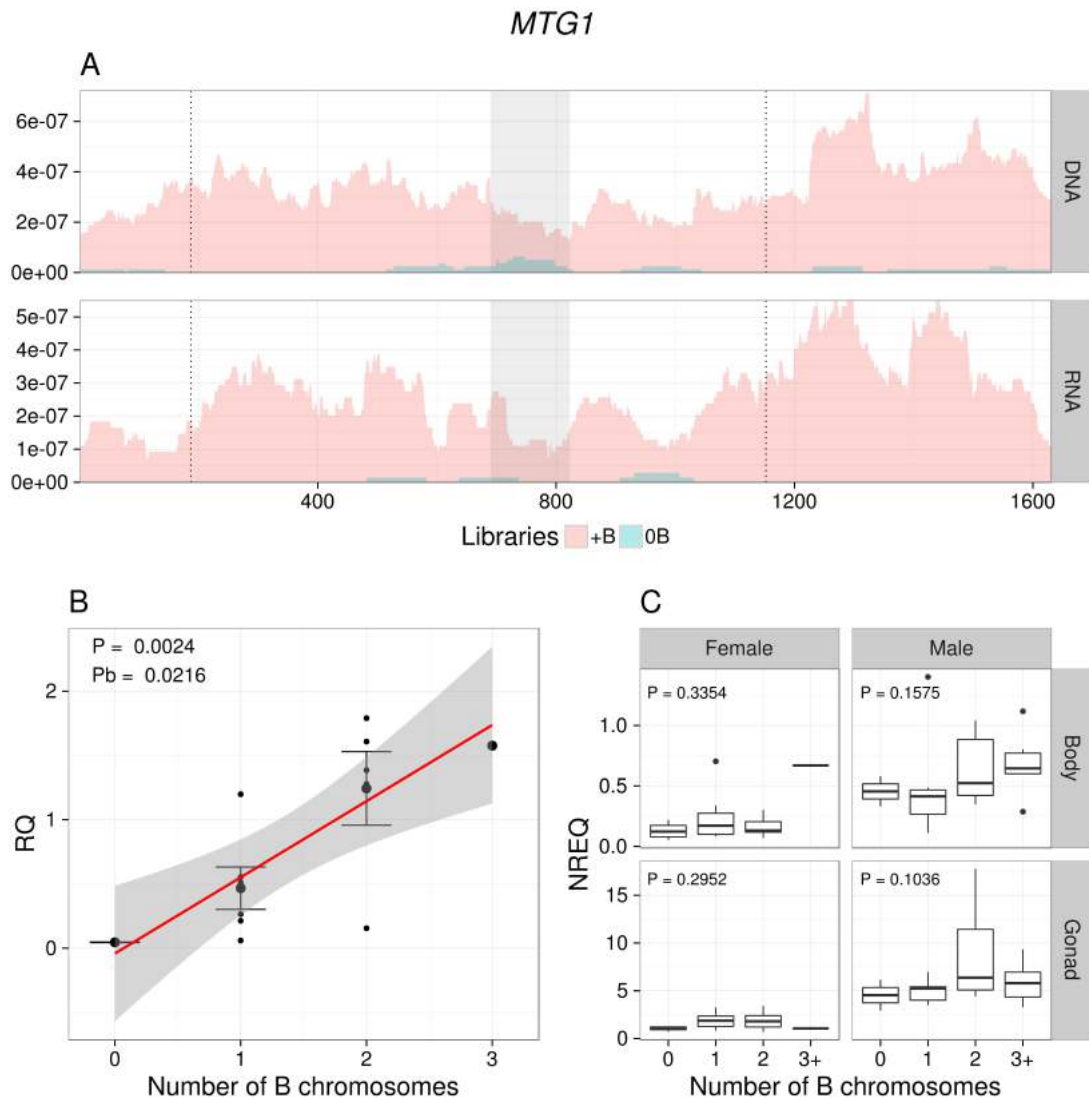 MTG1
A
6e-07
4e-07
2e-07
0e+00
DNA
5e-07
4e-07
3e-07
2e-07
1e-07
0e+00
RNA
400 800 1200 1600
Libraries +B 0B
B
P = 0.0024
Pb = 0.0216
2
1
0
RQ
0 1 2 3
Number of B chromosomes
C
Female Male
P = 0.3354 P = 0.1575
1.0
0.5
0.0
Body
NREQ
P = 0.2952 P = 0.1036
15
10
5
0
Gonad
0 1 2 3+ 0 1 2 3+
Number of B chromosomes